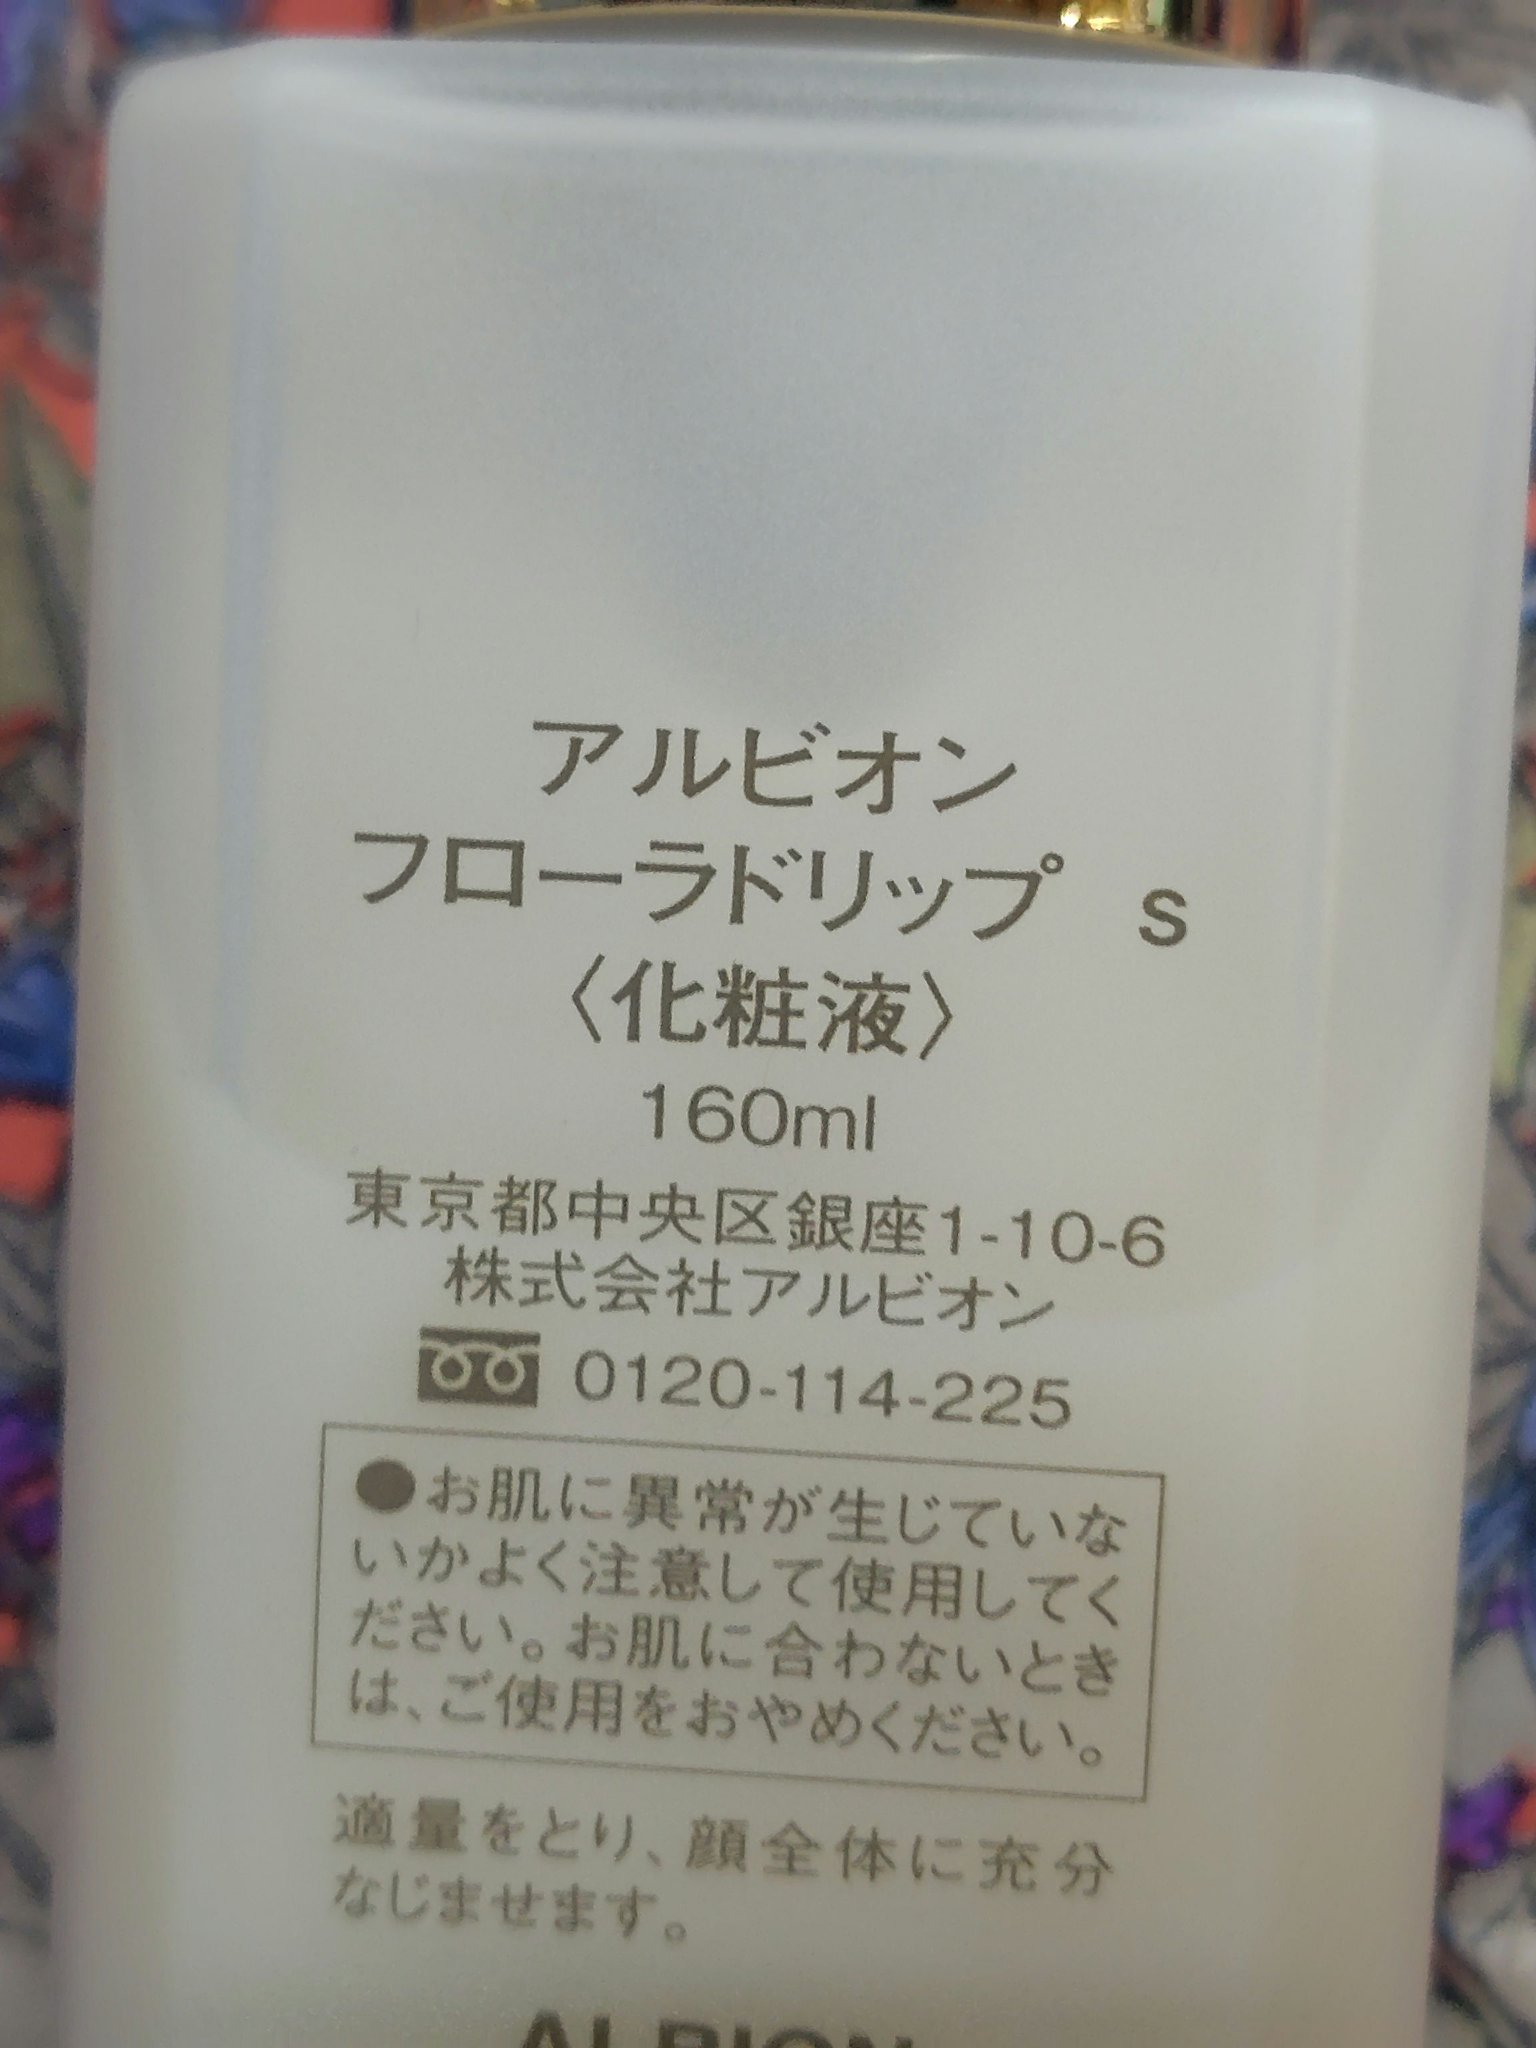 アルビオン
フローラドリップ s
〈化粧液〉
160ml
東京都中央区銀座1-10-6
株式会社アルビオン
0120-114-225
●お肌に異常が生じていな
いかよく注意して使用してく
ださい。お肌に合わないとき
は、ご使用をおやめください。
適量をとり、顔全体に充分
なじませます。
ALBION